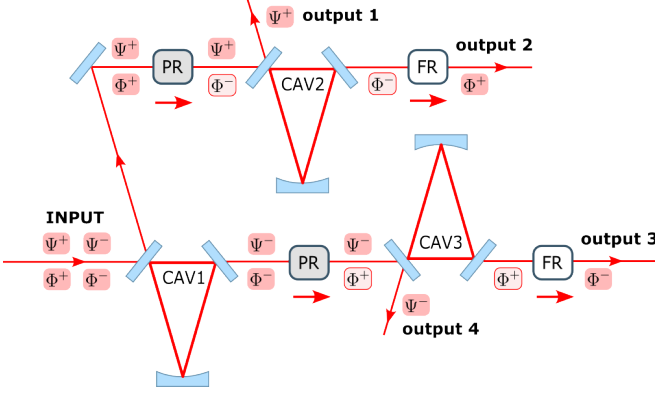 Ψ+ output 1
Ψ+ Ψ+ output 2
PR CAV2 Φ- FR
Φ+ Φ- Φ+
INPUT
Ψ+ Ψ- Ψ- Ψ- CAV3 output 3
CAV1 PR FR
Φ+ Φ- Φ- Φ+ Φ+ Φ-
Ψ-
output 4